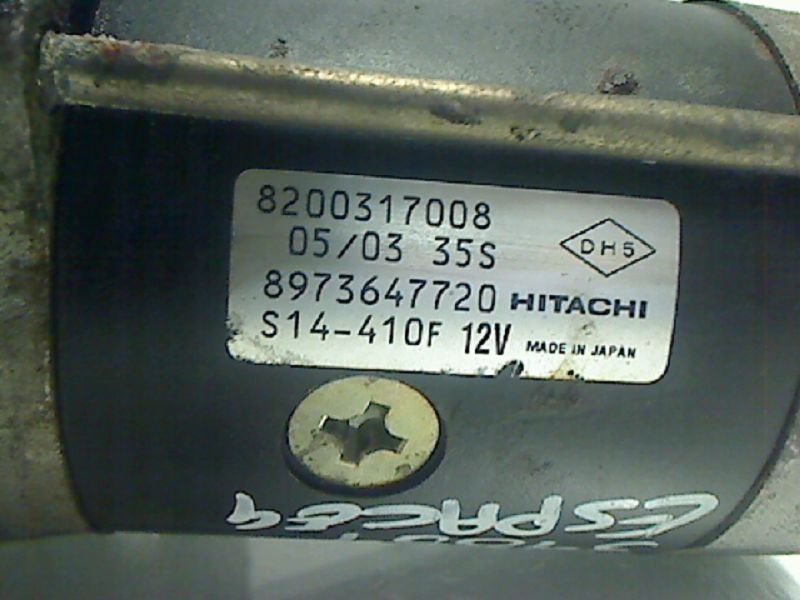 8200317008
05/03 35S
DH5
8973647720 HITACHI
S14-410F 12V MADE IN JAPAN
ESPACE4